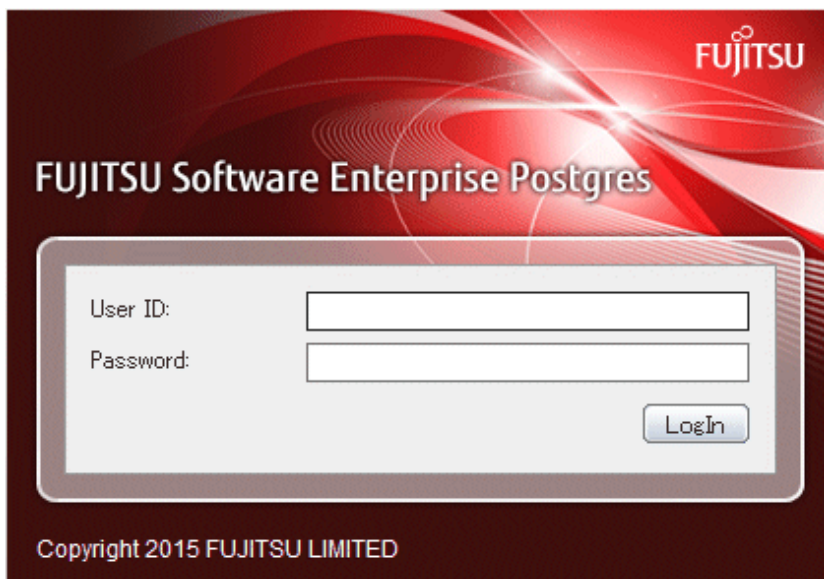 FUJITSU
FUJITSU Software Enterprise Postgres
User ID:
Password:
LogIn
Copyright 2015 FUJITSU LIMITED